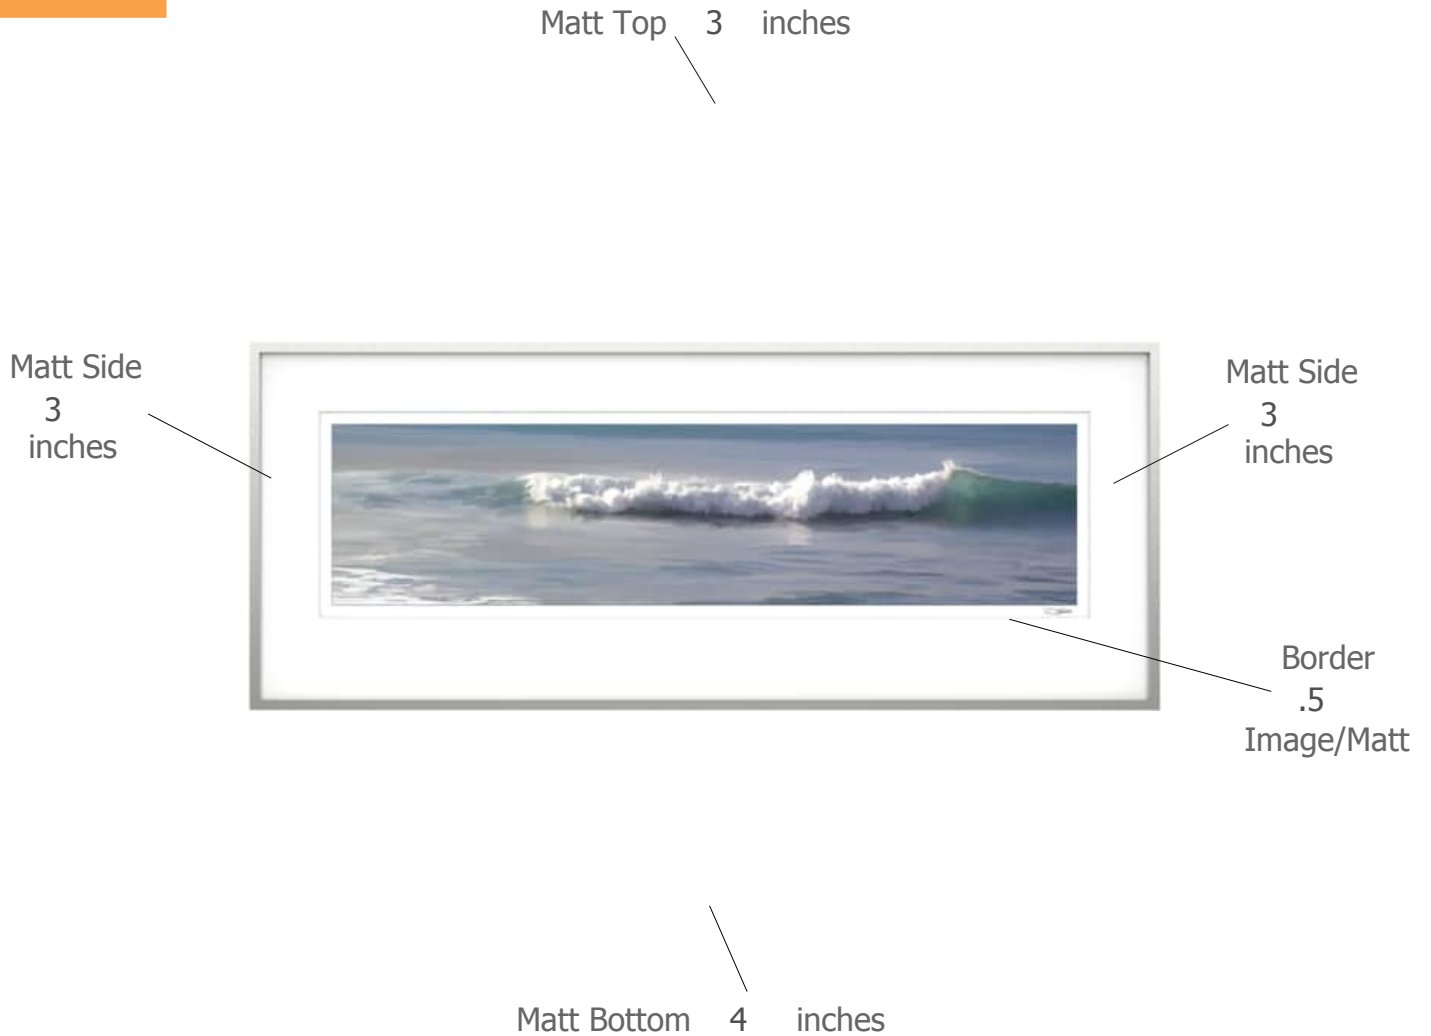 Matt Top 3 inches
Matt Side
3
inches
Matt Side
3
inches
Border
.5
Image/Matt
Matt Bottom 4 inches